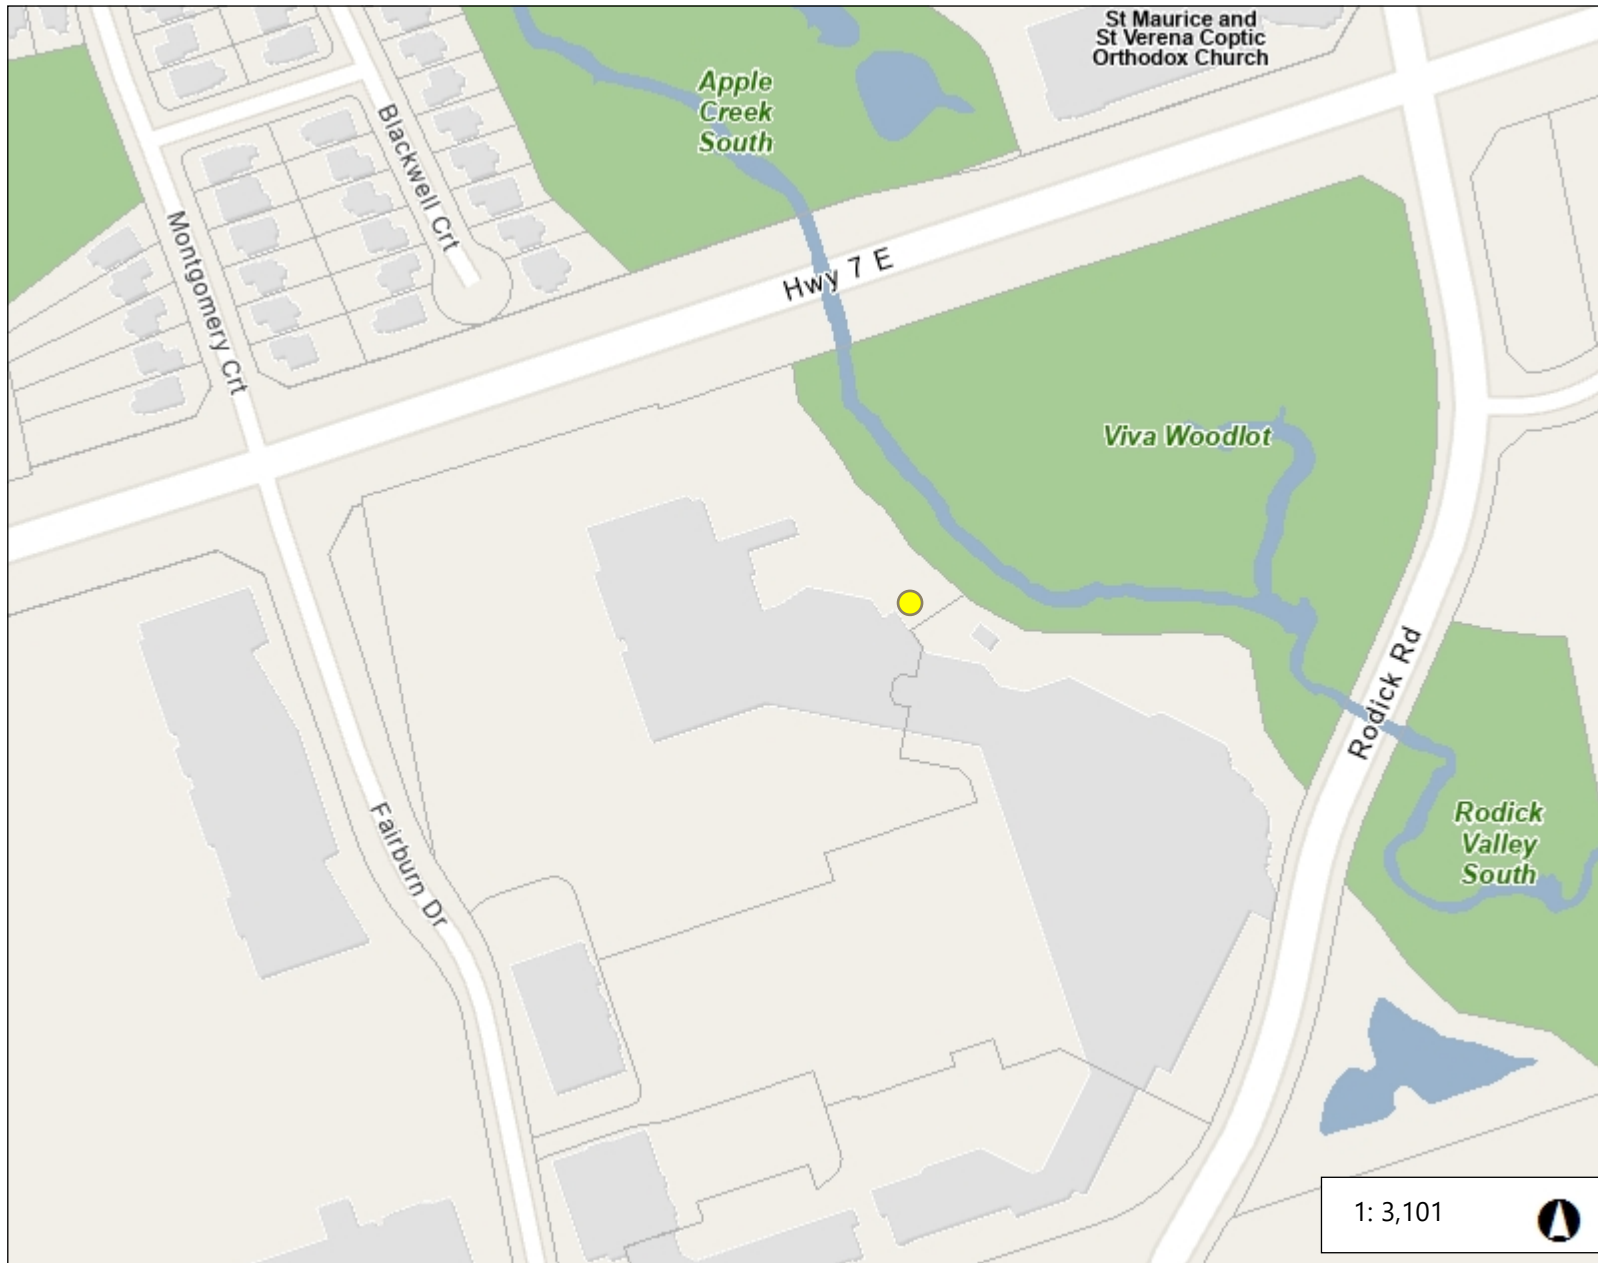 St Maurice and
St Verena Coptic
Orthodox Church
Apple
Creek
South
Blackwell Crt
Montgomery Crt
Hwy 7 E
Viva Woodlot
Rodick Rd
Rodick
Valley
South
Fairburn Dr
1: 3,101